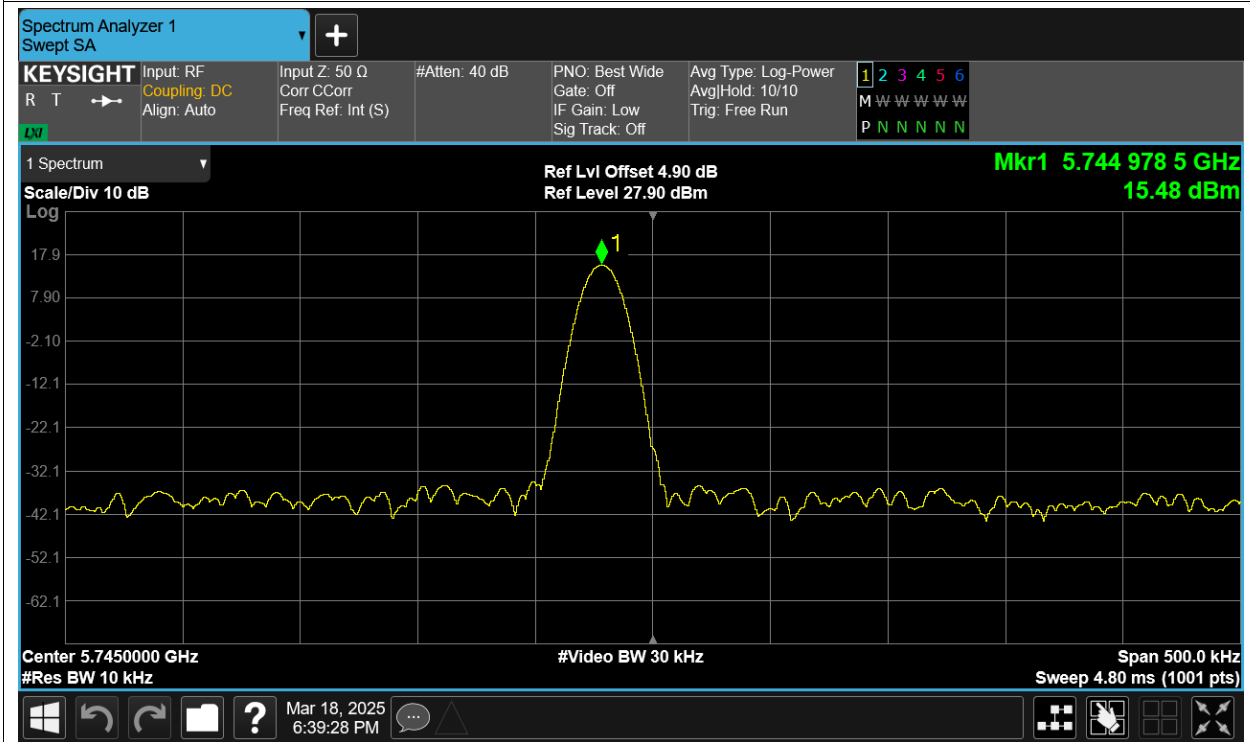 Spectrum Analyzer 1
Swept SA
+
KEYSIGHT
R T
LXI
Input: RF
Coupling: DC
Align: Auto
Input Z: 50 Ω
Corr CCorr
Freq Ref: Int (S)
#Atten: 40 dB
PNO: Best Wide
Gate: Off
IF Gain: Low
Sig Track: Off
Avg Type: Log-Power
Avg|Hold: 10/10
Trig: Free Run
1 2 3 4 5 6
M W W W W W
P N N N N N
1 Spectrum
Scale/Div 10 dB
Log
Ref Lvl Offset 4.90 dB
Ref Level 27.90 dBm
Mkr1 5.744 978 5 GHz
15.48 dBm
1
17.9
7.90
-2.10
-12.1
-22.1
-32.1
-42.1
-52.1
-62.1
Center 5.7450000 GHz
#Res BW 10 kHz
#Video BW 30 kHz
Span 500.0 kHz
Sweep 4.80 ms (1001 pts)
?
Mar 18, 2025
6:39:28 PM